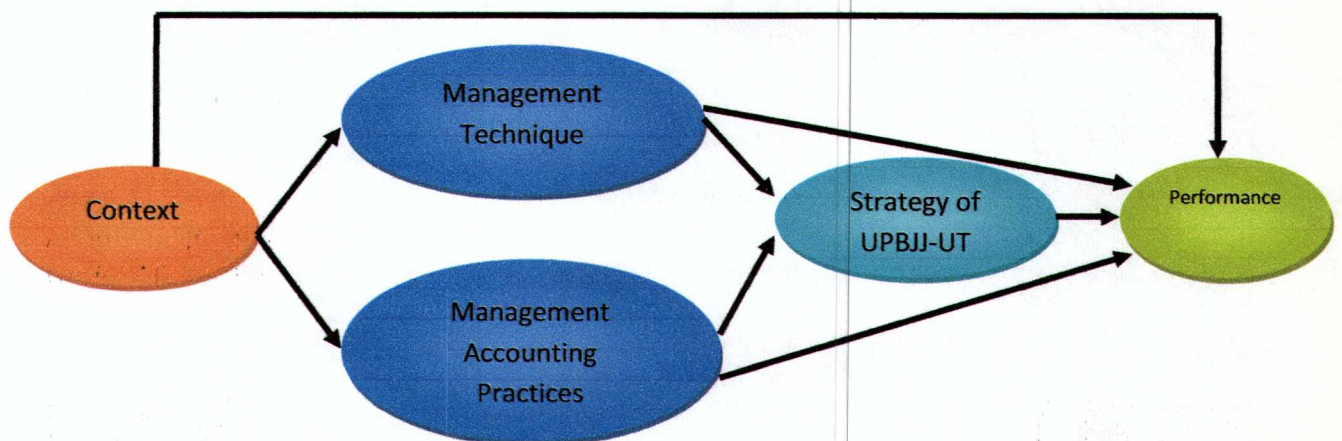 Management
Technique
Context
Strategy of
UPBJJ-UT
Performance
Management
Accounting
Practices